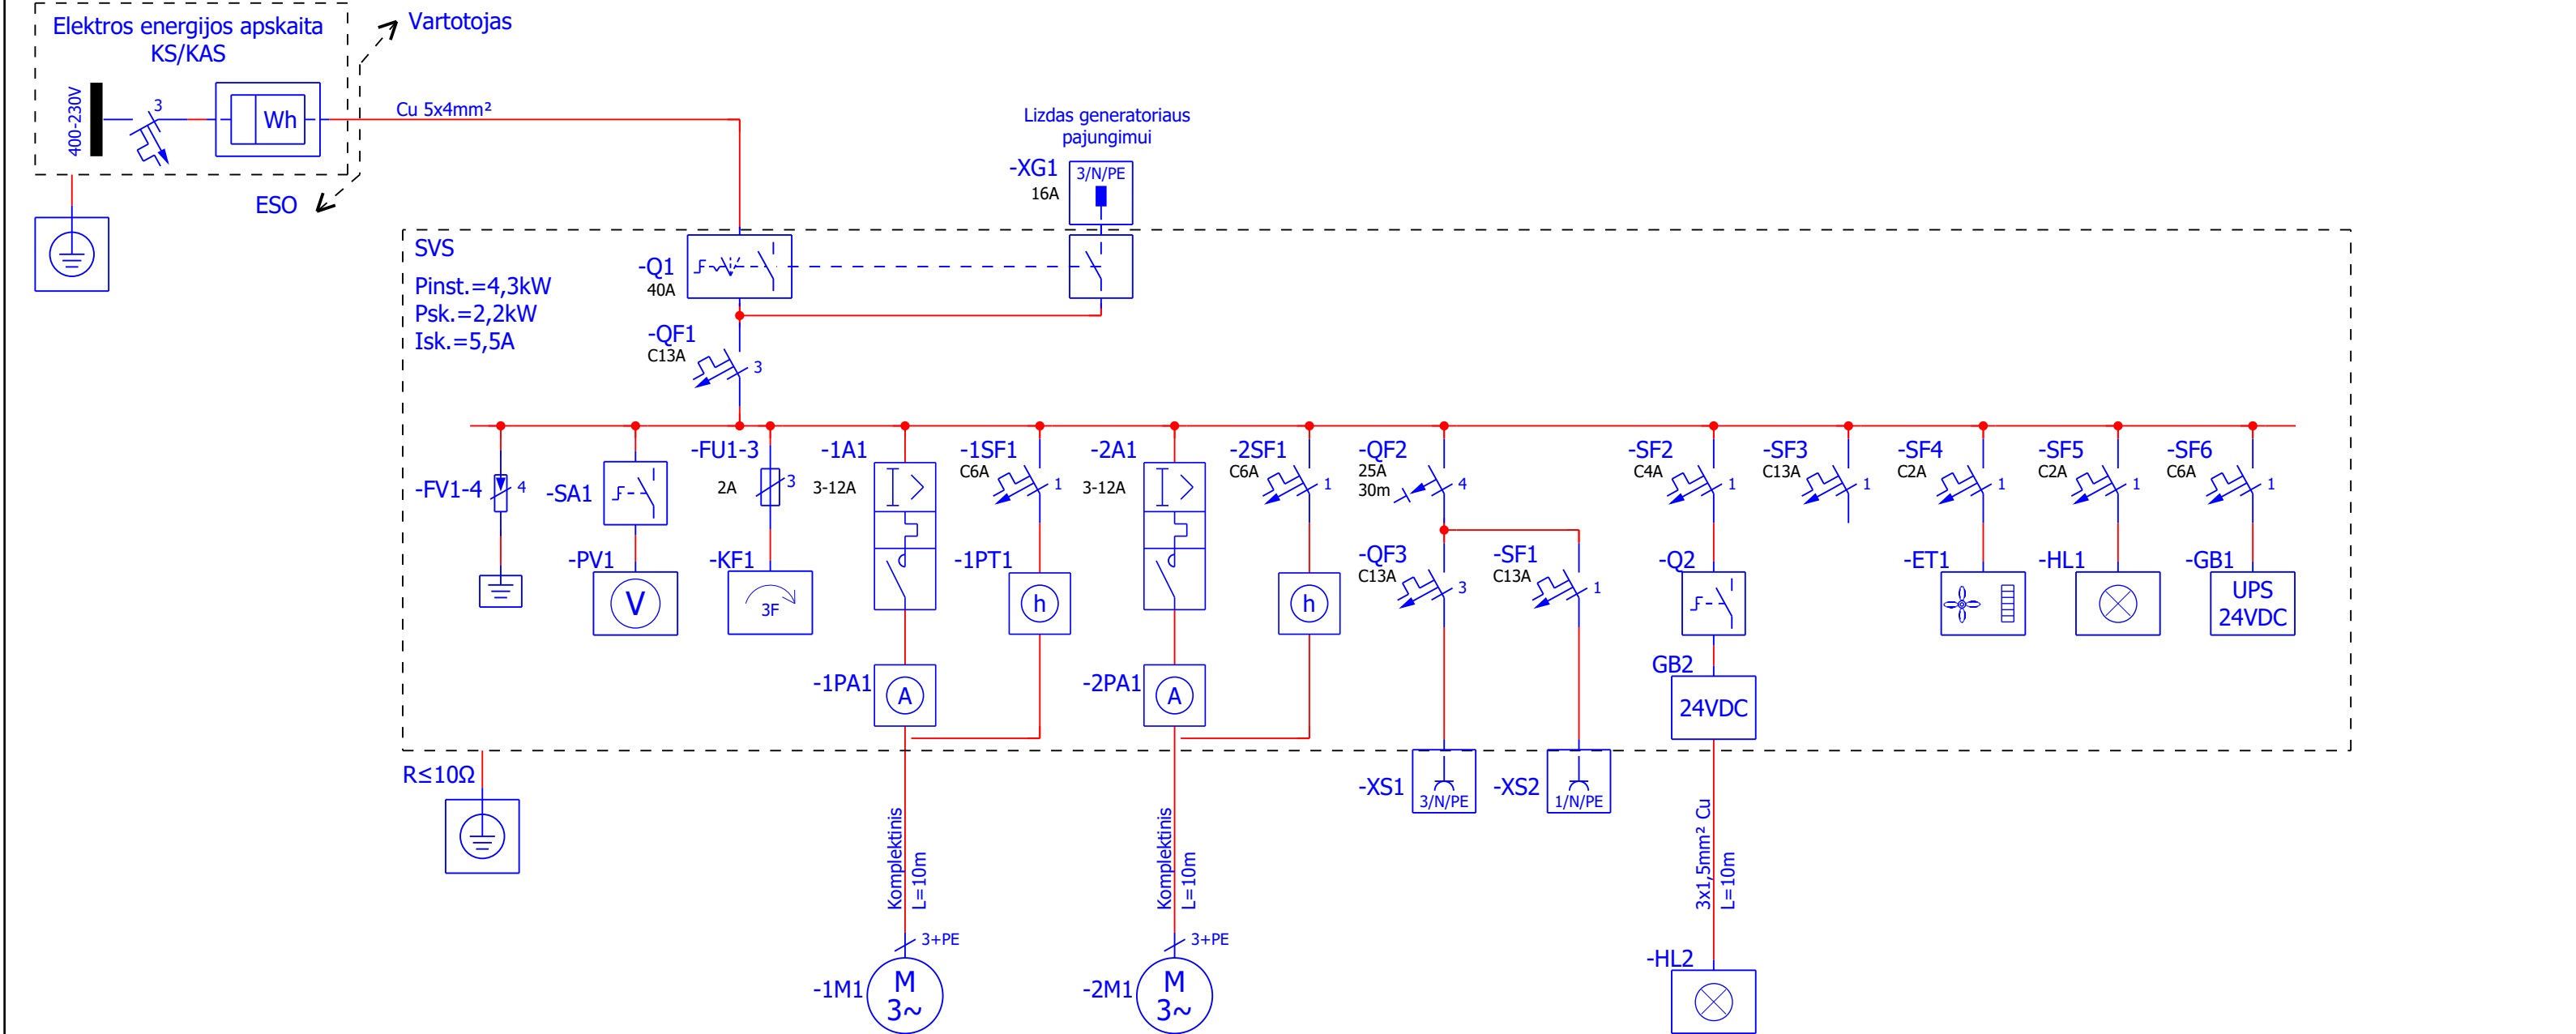 Elektros energijos apskaita
KS/KAS
Vartotojas
400-230V
3
Wh
Cu 5x4mm²
ESO
Lizdas generatoriaus
pajungimui
-XG1
16A
3/N/PE
SVS
Pinst.=4,3kW
Psk.=2,2kW
Isk.=5,5A
-Q1
40A
-QF1
C13A
3
-FV1-4
4
-SA1
-PV1
V
-FU1-3
2A
3
-KF1
3F
-1A1
3-12A
-1PA1
A
-1SF1
C6A
1
-1PT1
h
-2A1
3-12A
-2PA1
A
-2SF1
C6A
1
h
-QF2
25A
30m
4
-QF3
C13A
3
-SF1
C13A
1
-SF2
C4A
1
-Q2
GB2
24VDC
-SF3
C13A
1
-SF4
C2A
1
-ET1
-SF5
C2A
1
-HL1
-SF6
C6A
1
-GB1
UPS
24VDC
R≤10Ω
-XS1
3/N/PE
-XS2
1/N/PE
Komplektinis
L=10m
3+PE
-1M1
M
3~
Komplektinis
L=10m
3+PE
-2M1
M
3~
3x1,5mm² Cu
L=10m
-HL2